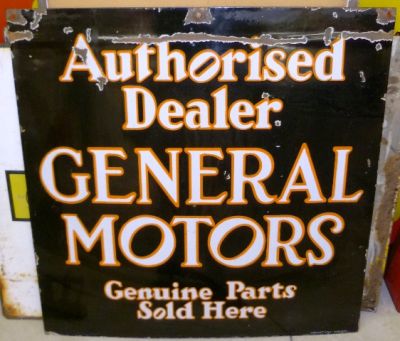 Authorised
Dealer
GENERAL
MOTORS
Genuine Parts
Sold Here